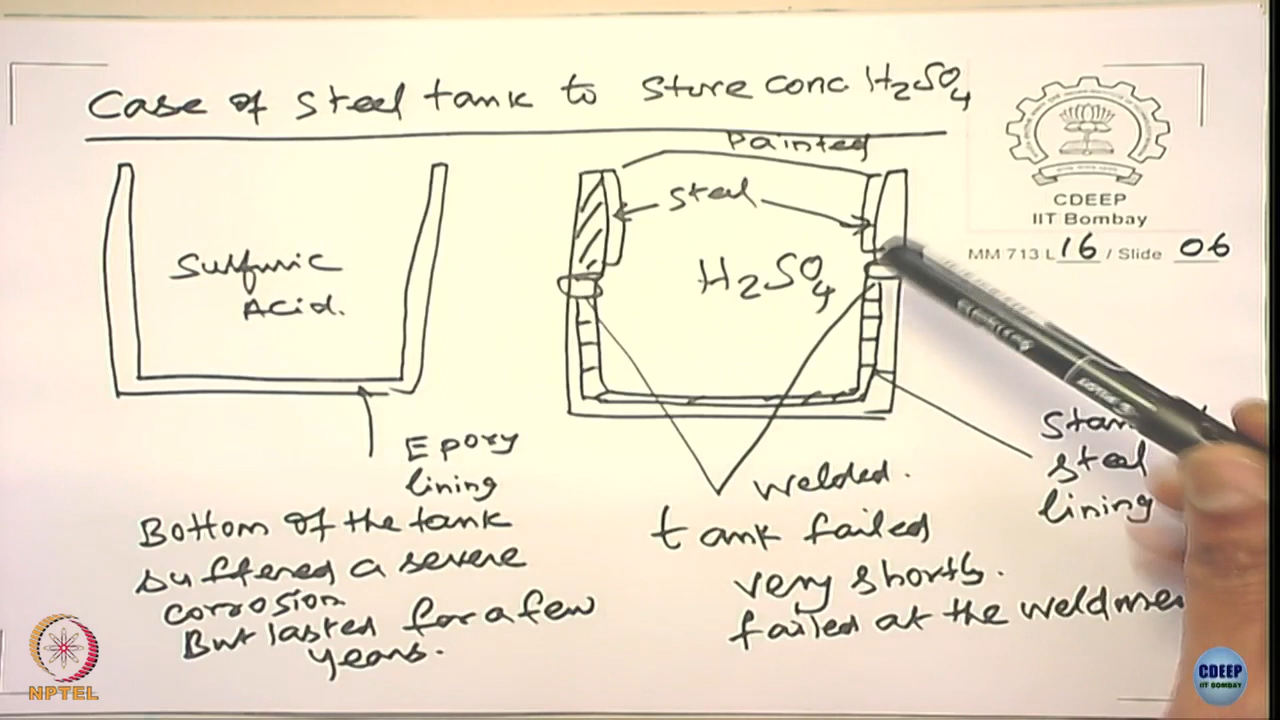 Case of steel tank to store conc H2SO4
CDEEP
IIT Bombay
MM 713 L 16 / Slide 06
Painted
steel
Sulfuric
Acid.
H2SO4
Epoxy
lining
welded.
steel
lining
Bottom of the tank
suffered a severe
corrosion
But lasted for a few
years.
tank failed
very shortly.
failed at the
NPTEL
CDEEP
IIT BOMBAY